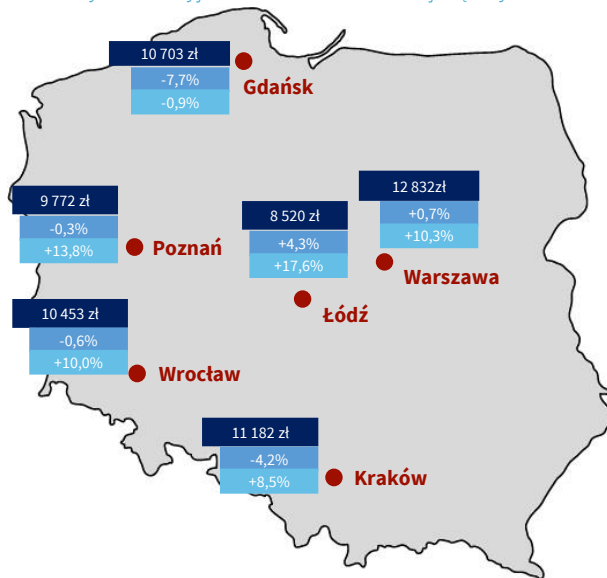 10 703 zł
-7,7%
-0,9%
Gdańsk
9 772 zł
-0,3%
+13,8%
Poznań
8 520 zł
+4,3%
+17,6%
Łódź
12 832zł
+0,7%
+10,3%
Warszawa
10 453 zł
-0,6%
+10,0%
Wrocław
11 182 zł
-4,2%
+8,5%
Kraków